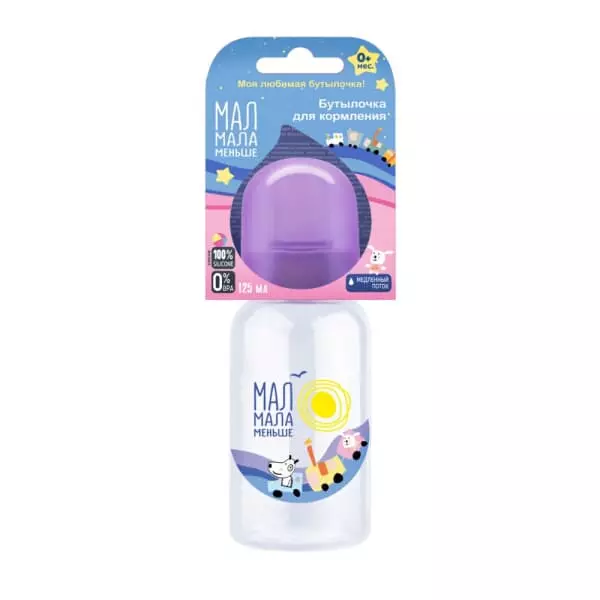 0+
мес.
Моя любимая бутылочка!
Бутылочка
для кормления*
МАЛ
МАЛА
МЕНЬШЕ
100%
SILICONE
0%
BPA
125 мл
МЕДЛЕННЫЙ
ПОТОК
МАЛ
МАЛА
МЕНЬШЕ